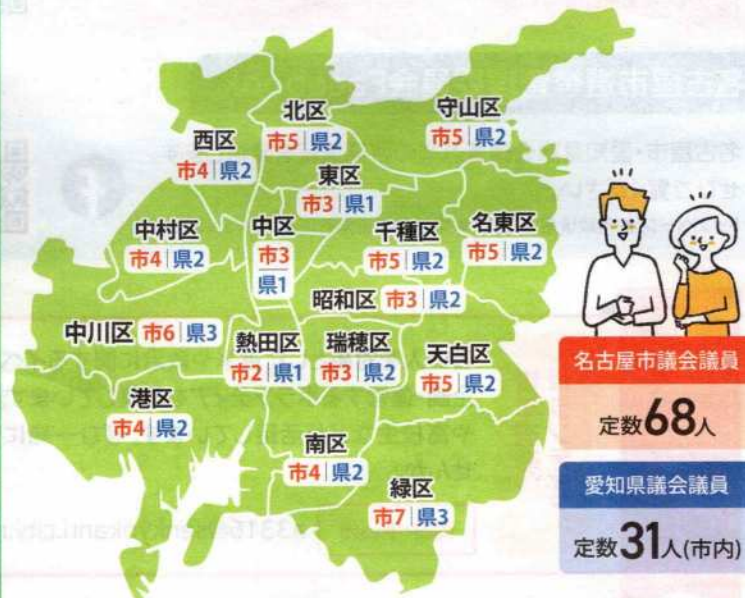 北区
市5 県2
守山区
市5 県2
西区
市4 県2
東区
市3 県1
中村区
市4 県2
中区
市3
県1
千種区
市5 県2
名東区
市5 県2
昭和区 市3 県2
中川区 市6 県3
熱田区
市2 県1
瑞穂区
市3 県2
天白区
市5 県2
港区
市4 県2
南区
市4 県2
緑区
市7 県3
名古屋市議会議員
定数68人
愛知県議会議員
定数31人(市内)